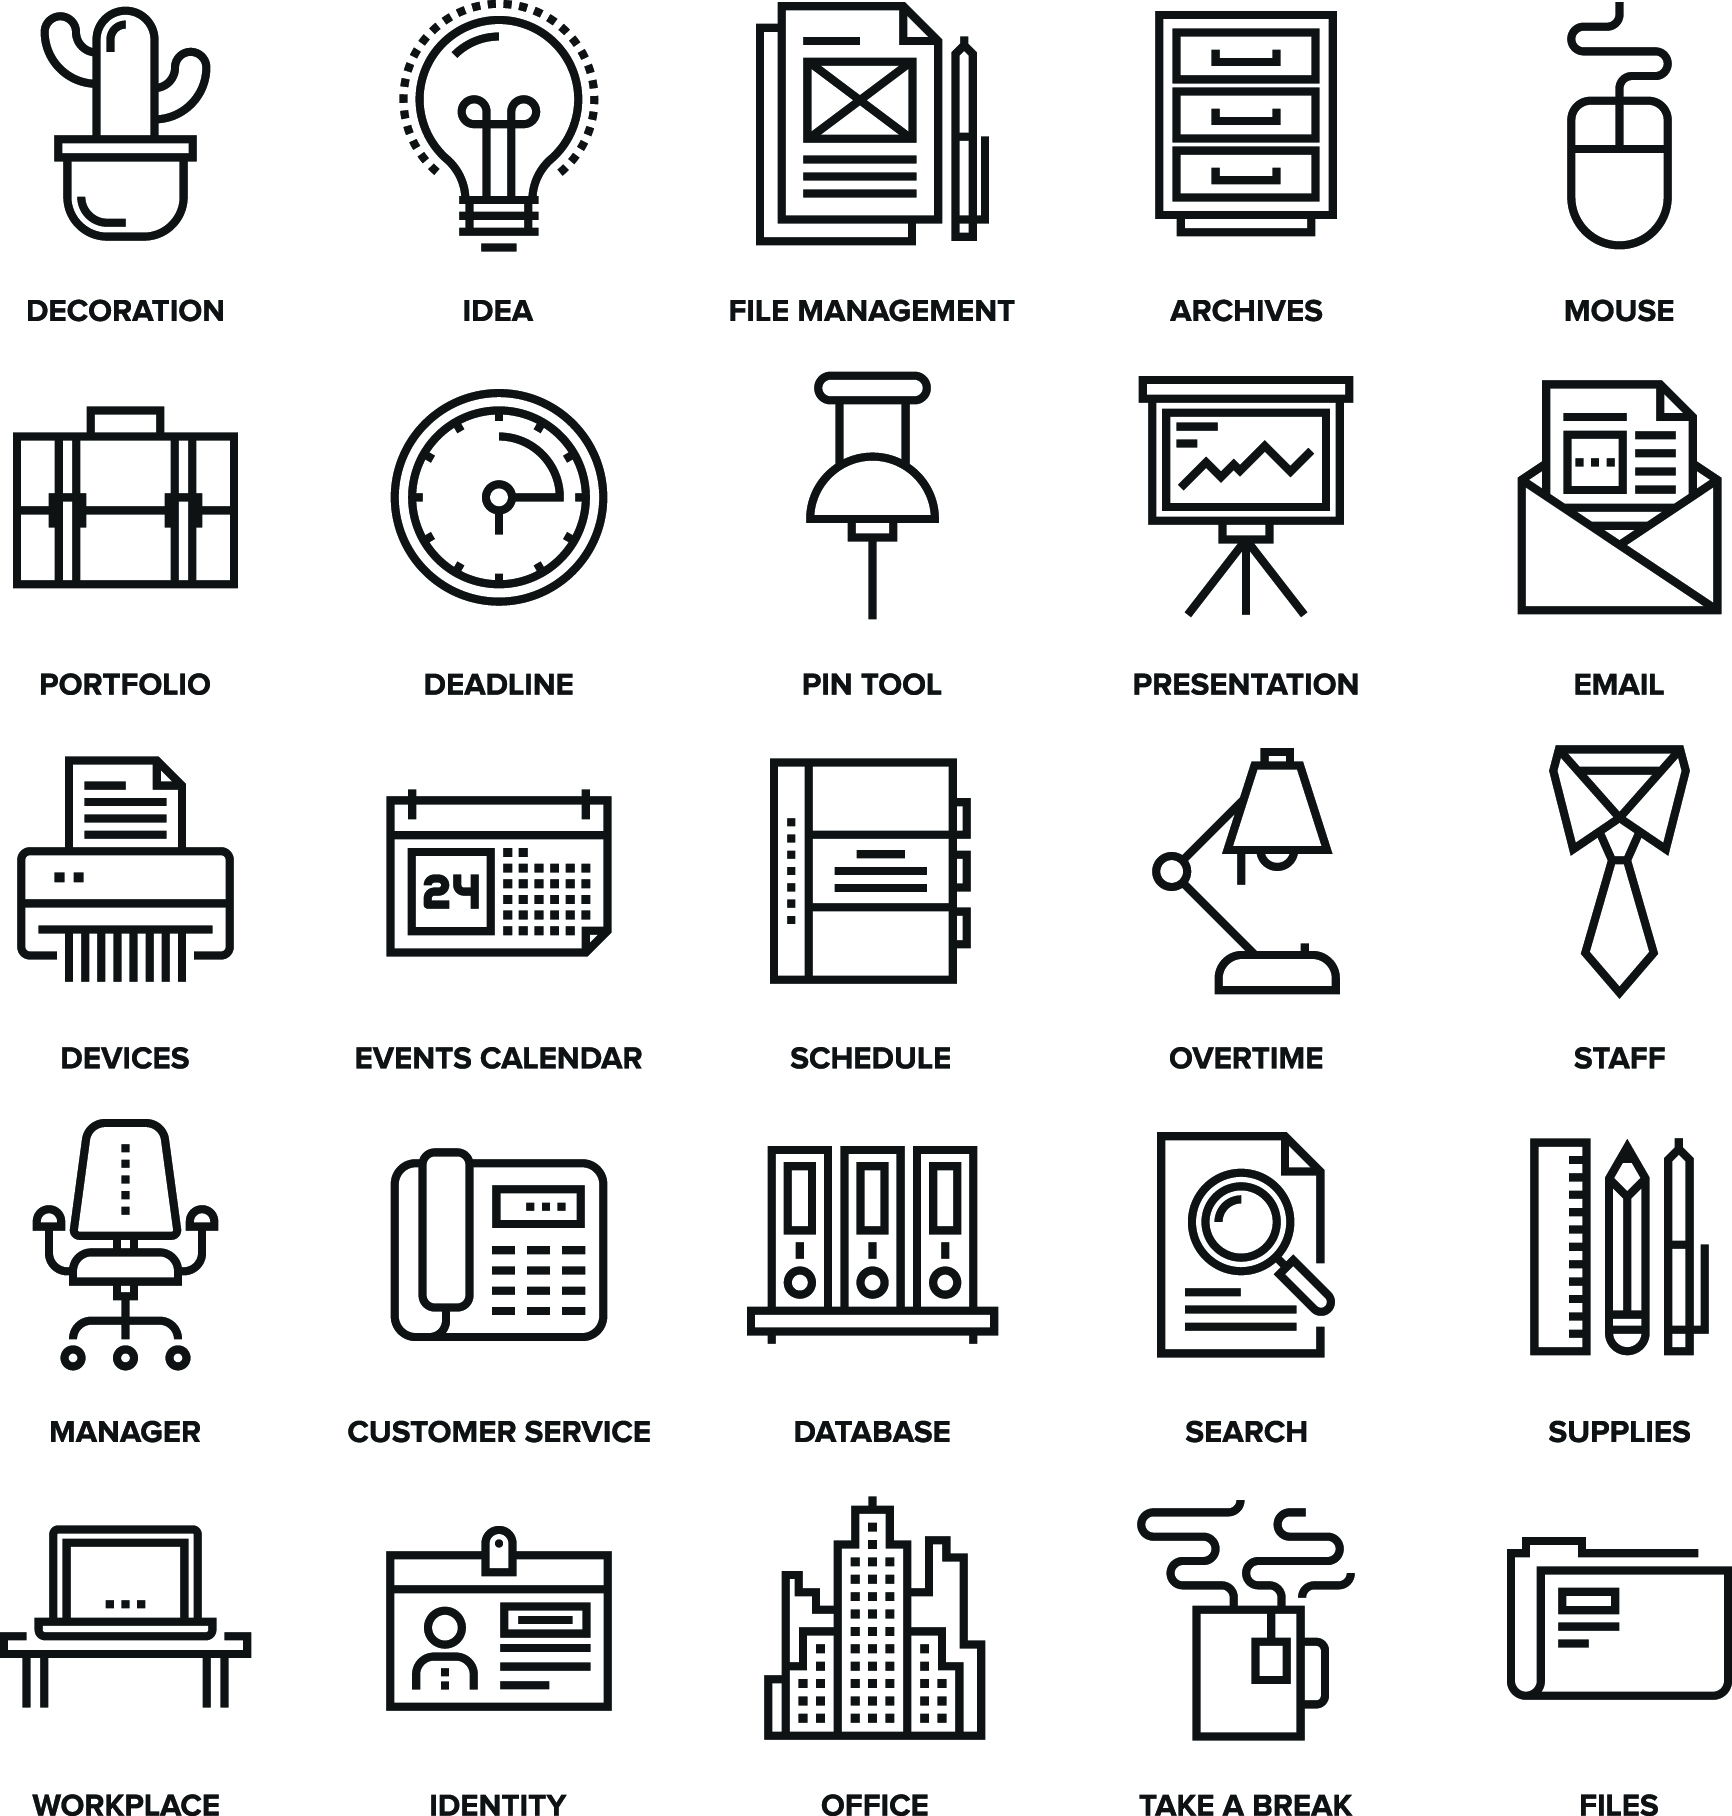 DECORATION
IDEA
FILE MANAGEMENT
ARCHIVES
MOUSE
PORTFOLIO
DEADLINE
PIN TOOL
PRESENTATION
EMAIL
24
DEVICES
EVENTS CALENDAR
SCHEDULE
OVERTIME
STAFF
MANAGER
CUSTOMER SERVICE
DATABASE
SEARCH
SUPPLIES
WORKPLACE
IDENTITY
OFFICE
TAKE A BREAK
FILES